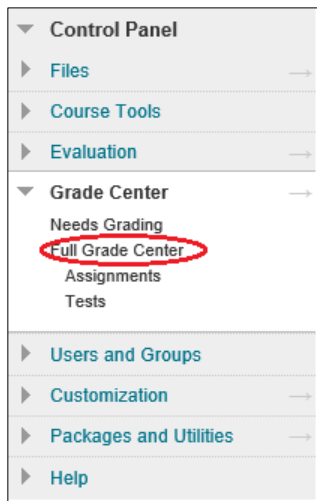 Control Panel
Files
Course Tools
Evaluation
Grade Center
Needs Grading
Full Grade Center
Assignments
Tests
Users and Groups
Customization
Packages and Utilities
Help